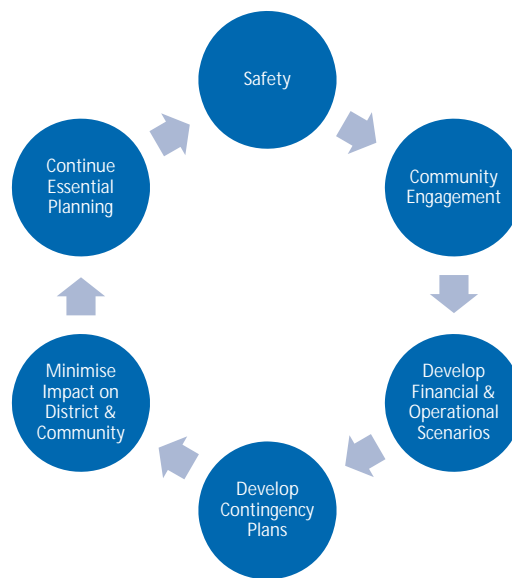 Safety
Community
Engagement
Develop
Financial &
Operational
Scenarios
Develop
Contingency
Plans
Minimise
Impact on
District &
Community
Continue
Essential
Planning